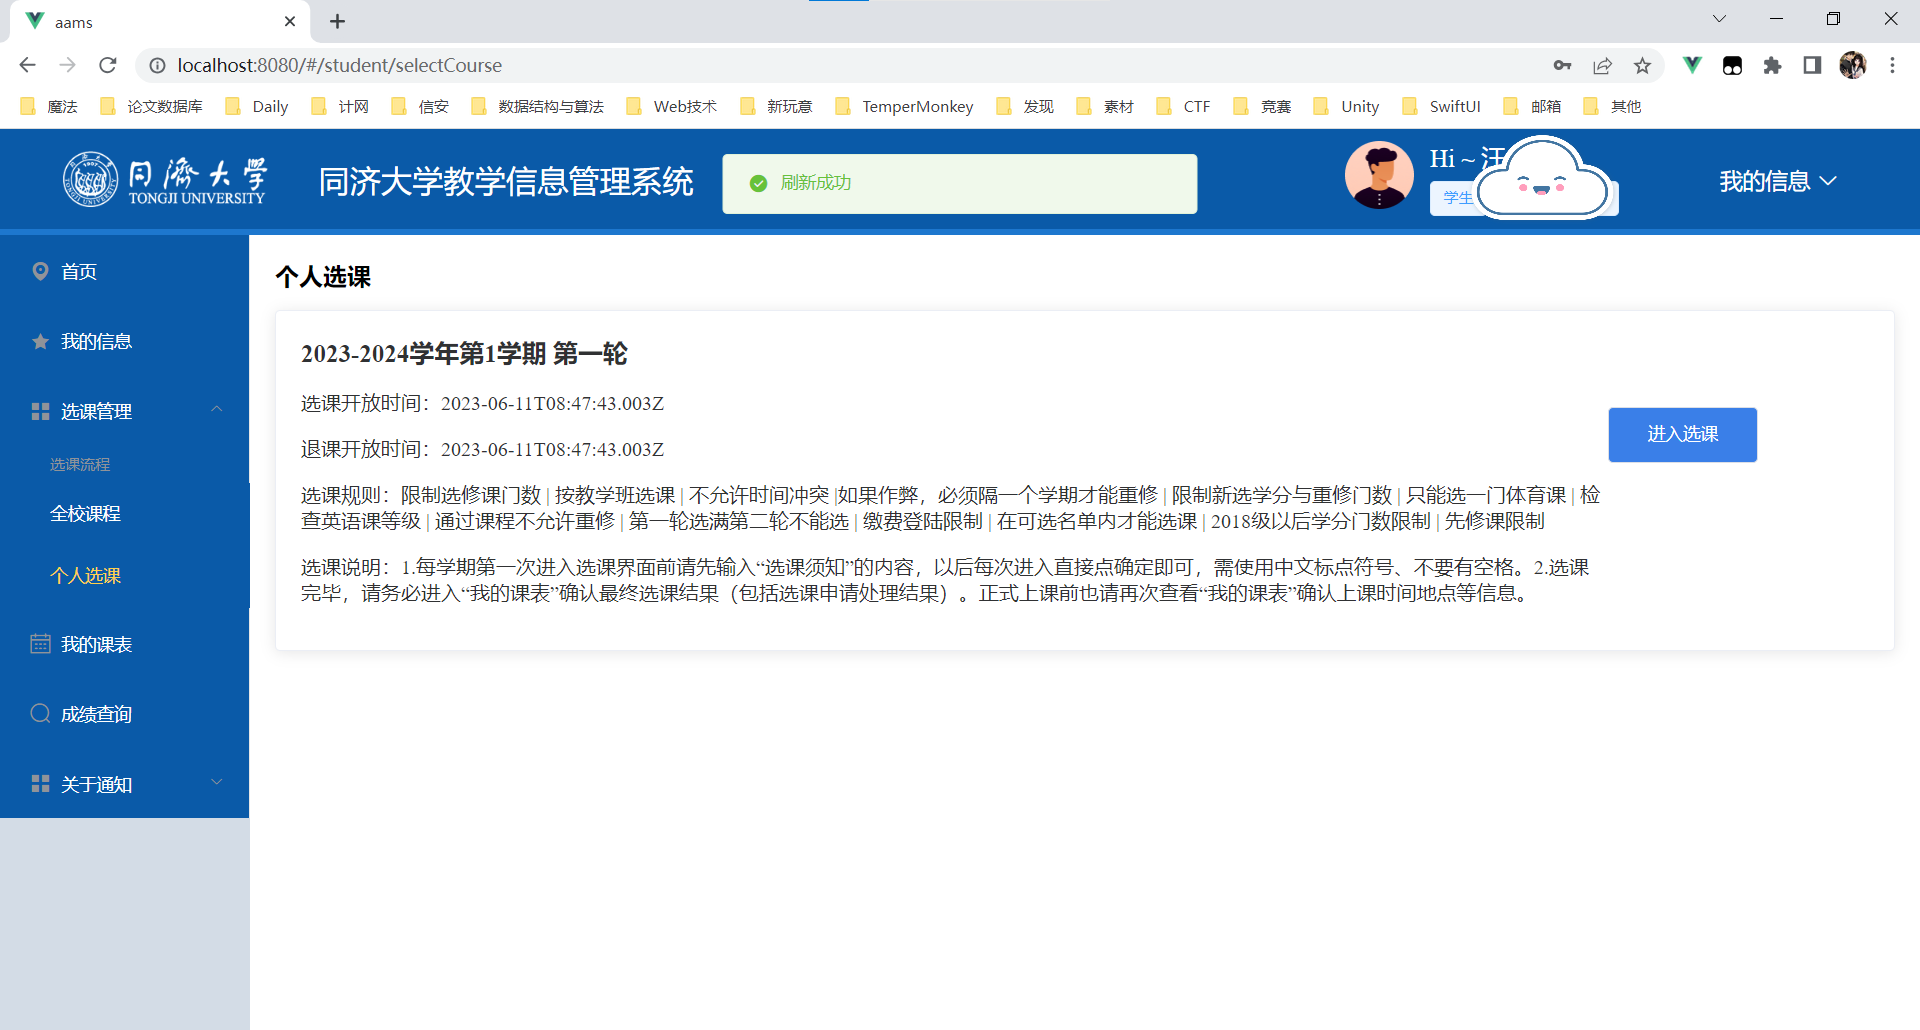 aams
localhost:8080/#/student/selectCourse
魔法 论文数据库 Daily 计网 信安 数据结构与算法 Web技术 新玩意 TemperMonkey 发现 素材 CTF 竞赛 Unity SwiftUI 邮箱 其他
同濟大學
TONGJI UNIVERSITY
同济大学教学信息管理系统
刷新成功
Hi ~ 汪
学生
我的信息
首页
我的信息
选课管理
选课流程
全校课程
个人选课
我的课表
成绩查询
关于通知
个人选课
2023-2024学年第1学期 第一轮
选课开放时间：2023-06-11T08:47:43.003Z
退课开放时间：2023-06-11T08:47:43.003Z
进入选课
选课规则：限制选修课门数 | 按教学班选课 | 不允许时间冲突 |如果作弊，必须隔一个学期才能重修 | 限制新选学分与重修门数 | 只能选一门体育课 | 检
查英语课等级 | 通过课程不允许重修 | 第一轮选满第二轮不能选 | 缴费登陆限制 | 在可选名单内才能选课 | 2018级以后学分门数限制 | 先修课限制
选课说明：1.每学期第一次进入选课界面前请先输入“选课须知”的内容，以后每次进入直接点确定即可，需使用中文标点符号、不要有空格。2.选课
完毕，请务必进入“我的课表”确认最终选课结果（包括选课申请处理结果）。正式上课前也请再次查看“我的课表”确认上课时间地点等信息。